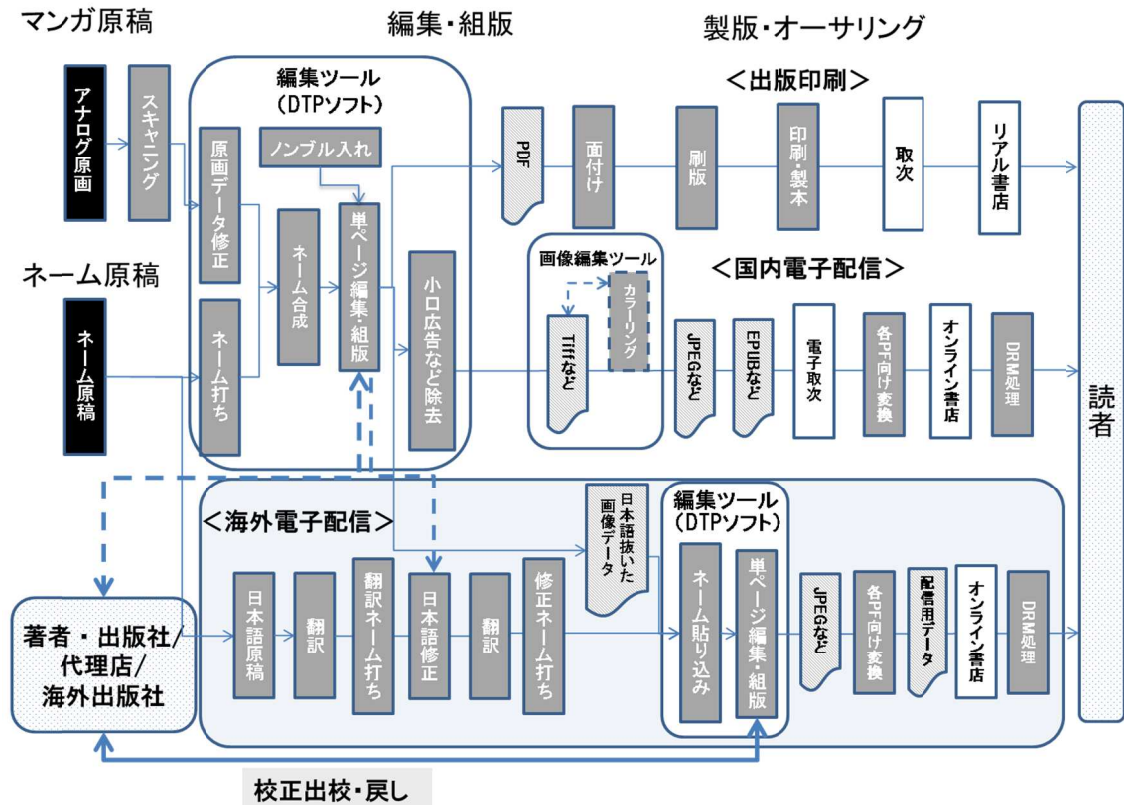 マンガ原稿
編集・組版
製版・オーサリング
アナログ原画
スキャニング
編集ツール
(DTPソフト)
原画データ修正
ノンブル入れ
ネーム合成
単ページ編集・組版
小口広告など除去
ネーム原稿
ネーム原稿
ネーム打ち
<出版印刷>
PDF
面付け
刷版
印刷・製本
取次
リアル書店
画像編集ツール
カラーリング
Tiffなど
<国内電子配信>
JPEGなど
EPUBなど
電子取次
各PF向け変換
オンライン書店
DRM処理
読者
<海外電子配信>
日本語原稿
翻訳
翻訳ネーム打ち
日本語修正
翻訳
修正ネーム打ち
日本語抜いた
画像データ
編集ツール
(DTPソフト)
ネーム貼り込み
単ページ編集・組版
JPEGなど
各PF向け変換
配信用データ
オンライン書店
DRM処理
著者・出版社/
代理店/
海外出版社
校正出校・戻し